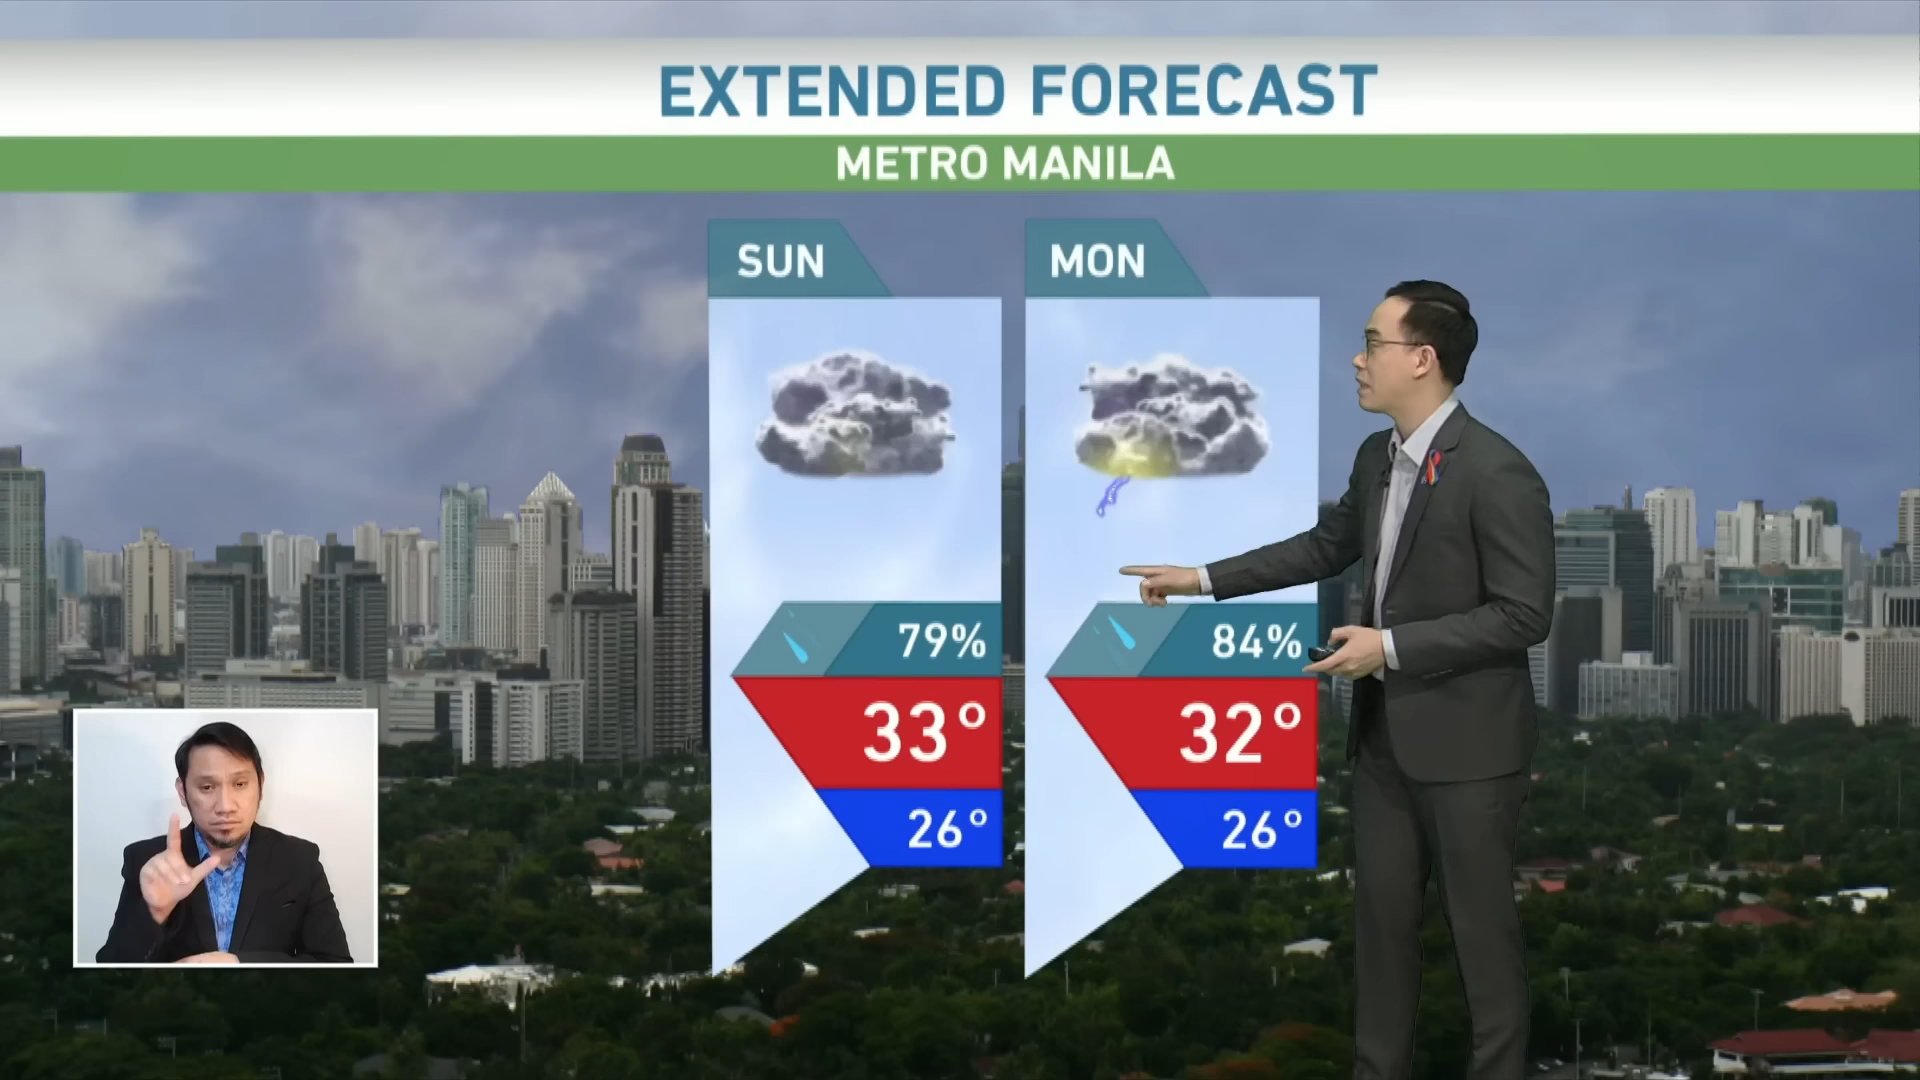 EXTENDED FORECAST
METRO MANILA
SUN
MON
79%
84%
33°
32°
26°
26°